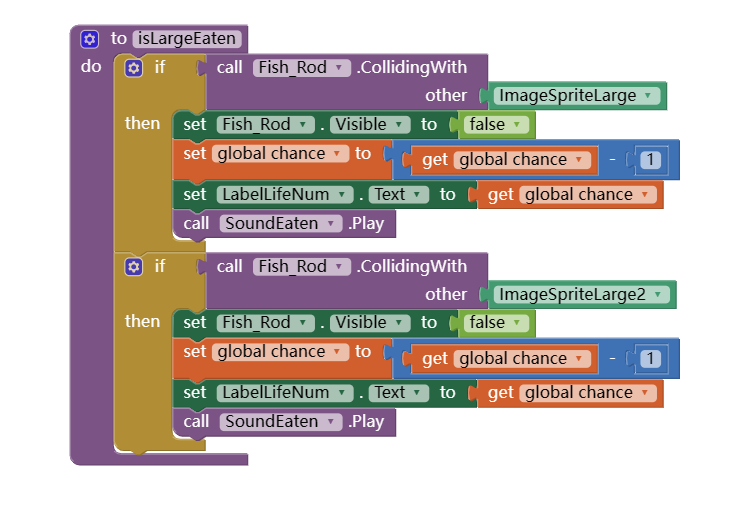 to isLargeEaten
do if call Fish_Rod .CollidingWith
other ImageSpriteLarge
then set Fish_Rod . Visible to false
set global chance to get global chance - 1
set LabelLifeNum . Text to get global chance
call SoundEaten .Play
if call Fish_Rod .CollidingWith
other ImageSpriteLarge2
then set Fish_Rod . Visible to false
set global chance to get global chance - 1
set LabelLifeNum . Text to get global chance
call SoundEaten .Play